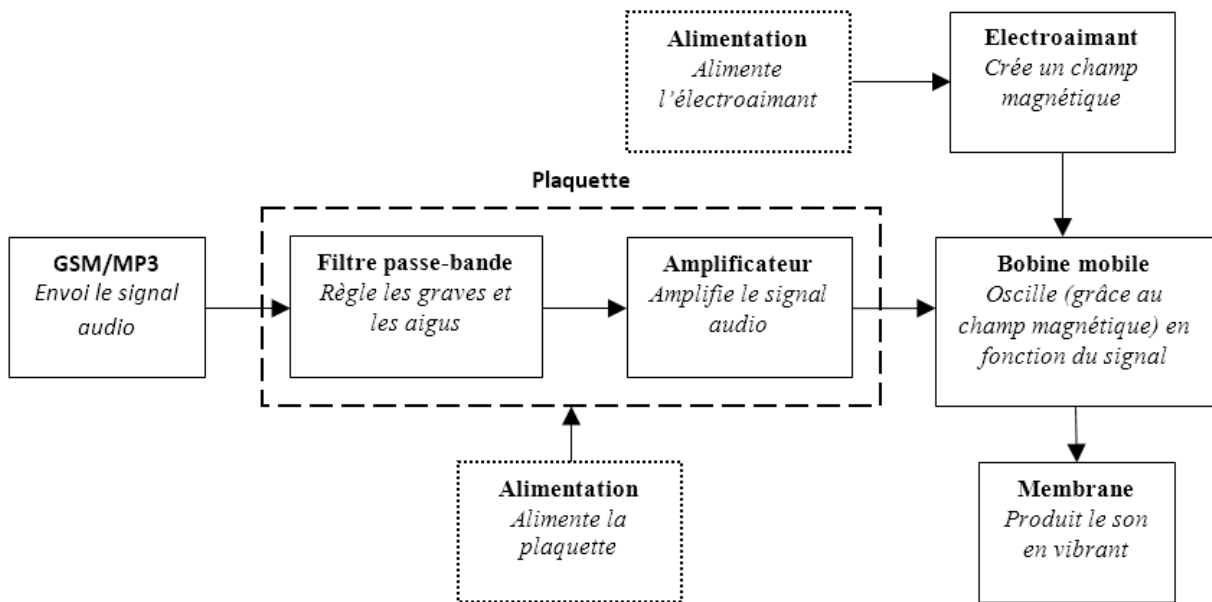 Alimentation
Alimente
l'électroaimant
Electroaimant
Crée un champ
magnétique
Plaquette
GSM/MP3
Envoi le signal
audio
Filtre passe-bande
Règle les graves et
les aigus
Amplificateur
Amplifie le signal
audio
Bobine mobile
Oscille (grâce au
champ magnétique) en
fonction du signal
Alimentation
Alimente la
plaquette
Membrane
Produit le son
en vibrant